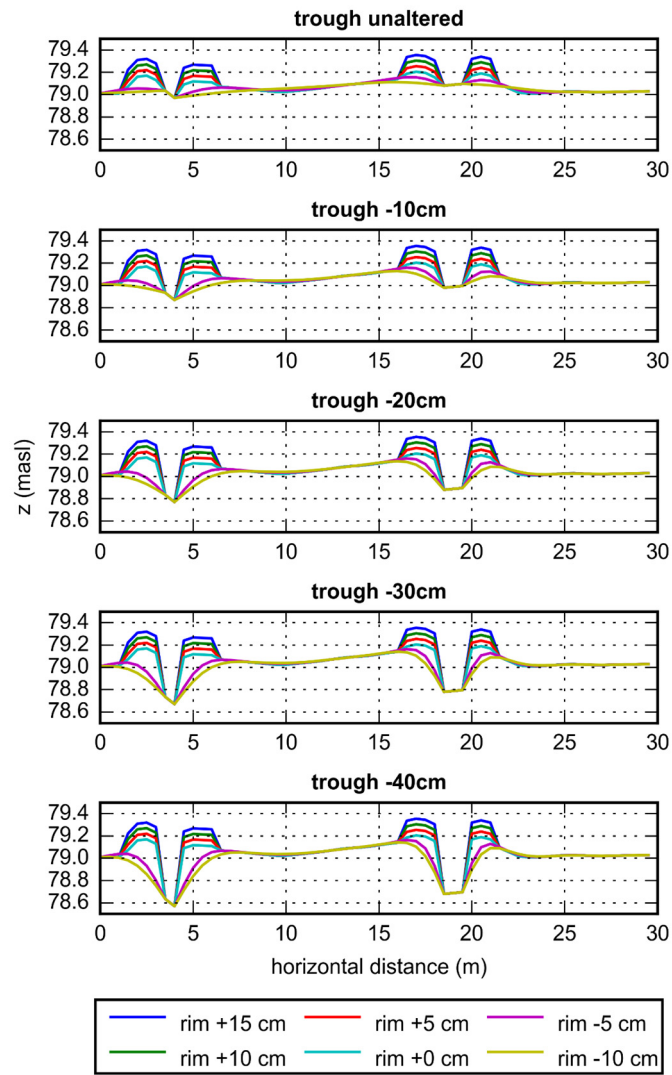 trough unaltered
79.4
79.2
79.0
78.8
78.6
0 5 10 15 20 25 30
trough -10cm
79.4
79.2
79.0
78.8
78.6
0 5 10 15 20 25 30
trough -20cm
79.4
79.2
79.0
78.8
78.6
0 5 10 15 20 25 30
z (masl)
trough -30cm
79.4
79.2
79.0
78.8
78.6
0 5 10 15 20 25 30
trough -40cm
79.4
79.2
79.0
78.8
78.6
0 5 10 15 20 25 30
horizontal distance (m)
rim +15 cm rim +5 cm rim -5 cm
rim +10 cm rim +0 cm rim -10 cm